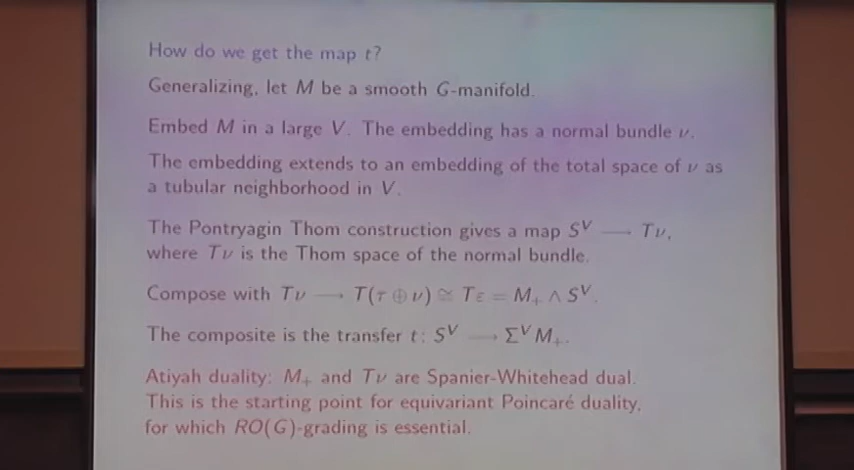 How do we get the map t?
Generalizing, let M be a smooth G-manifold.
Embed M in a large V. The embedding has a normal bundle ν.
The embedding extends to an embedding of the total space of ν as
a tubular neighborhood in V.
The Pontryagin Thom construction gives a map S^V ⟶ Tν,
where Tν is the Thom space of the normal bundle.
Compose with Tν ⟶ T(τ ⊕ ν) ≅ Tε = M₊ ∧ S^V.
The composite is the transfer t: S^V ⟶ Σ^V M₊.
Atiyah duality: M₊ and Tν are Spanier-Whitehead dual.
This is the starting point for equivariant Poincaré duality,
for which RO(G)-grading is essential.